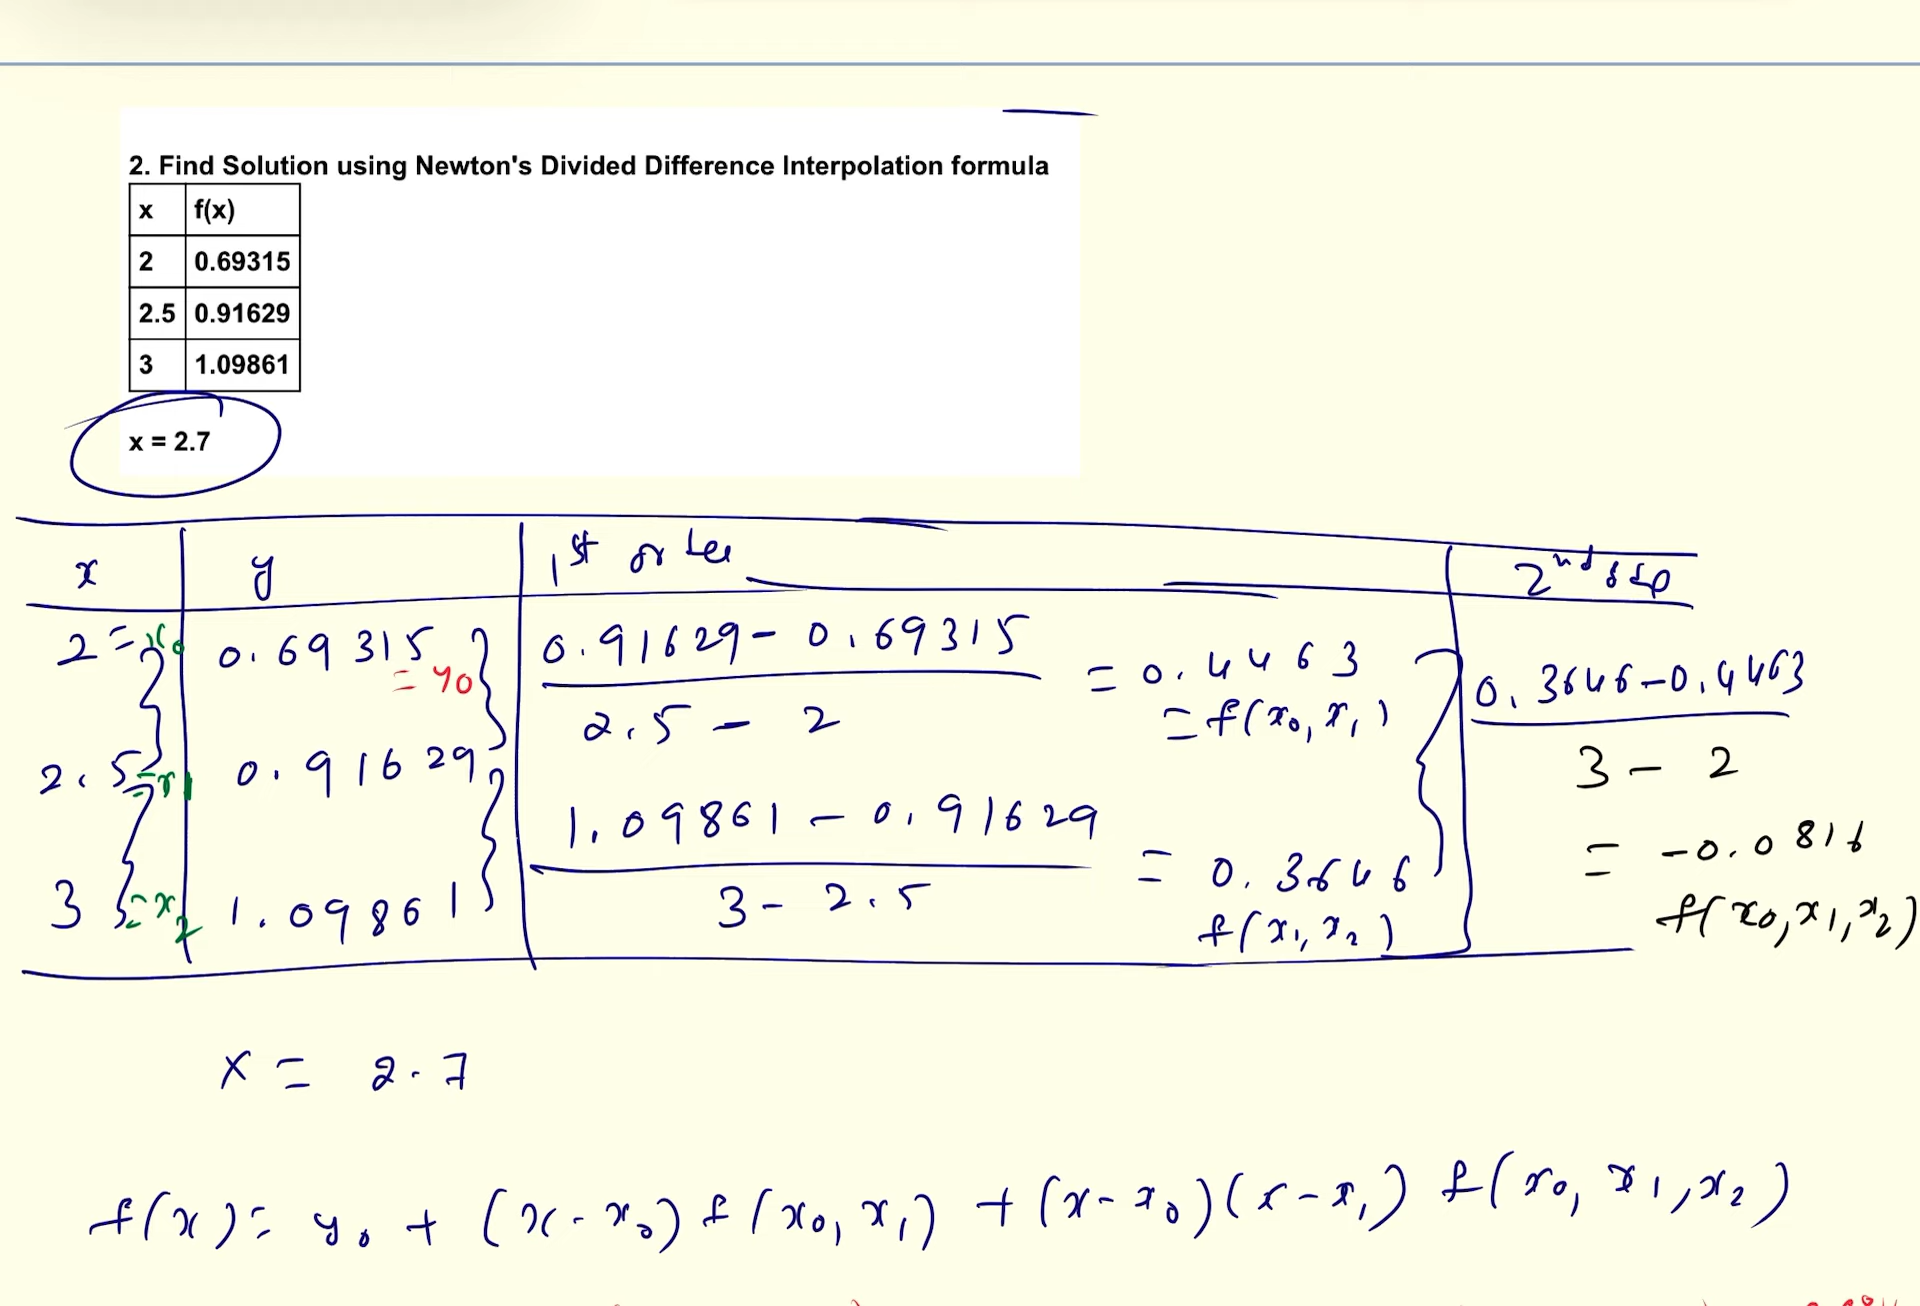 2. Find Solution using Newton's Divided Difference Interpolation formula
x f(x)
2 0.69315
2.5 0.91629
3 1.09861
x = 2.7
x y 1st order 2nd
2 = x0 0.69315 = y0 0.91629 - 0.69315 / 2.5 - 2 = 0.4463 = f(x0, x1) 0.3646 - 0.4463 / 3 - 2
2.5 = x1 0.91629 = -0.0816
3 = x2 1.09861 1.09861 - 0.91629 / 3 - 2.5 = 0.3646 f(x1, x2) f(x0, x1, x2)
x = 2.7
f(x) = y0 + (x - x0) f(x0, x1) + (x - x0)(x - x1) f(x0, x1, x2)